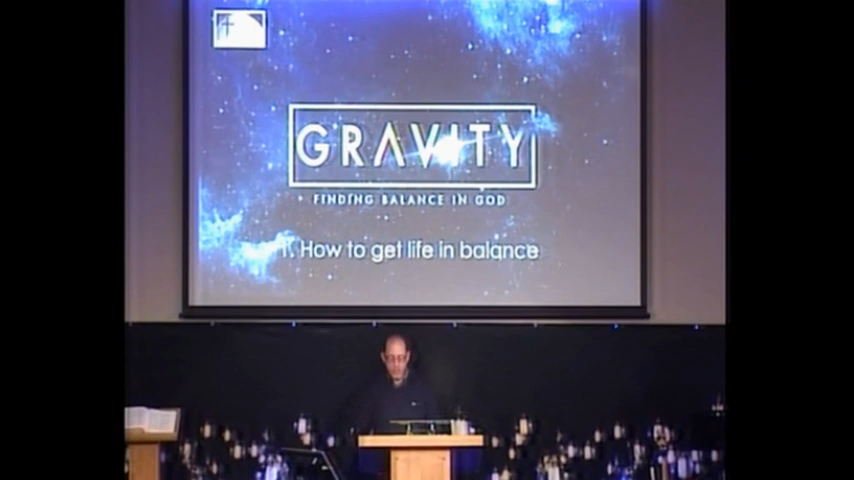 GRAVITY
FINDING BALANCE IN GOD
1. How to get life in balance